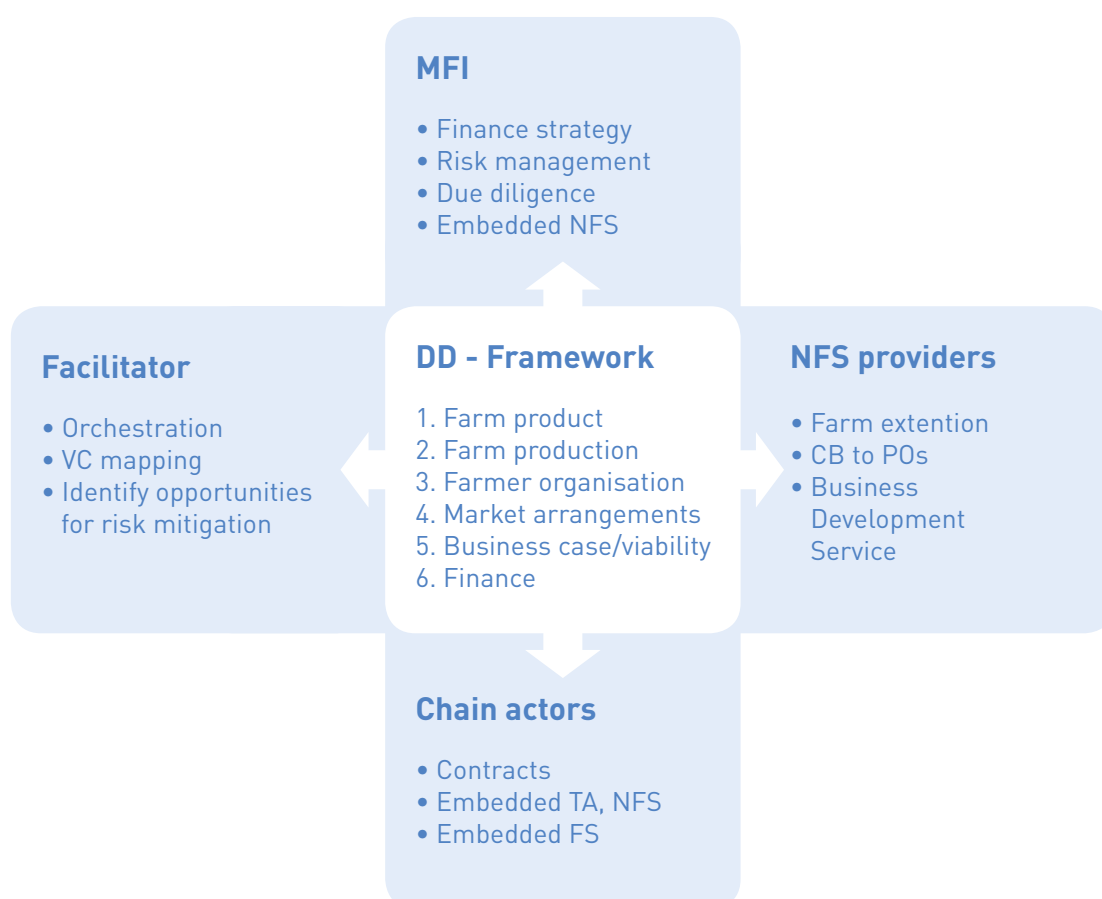 MFI
• Finance strategy
• Risk management
• Due diligence
• Embedded NFS
Facilitator
• Orchestration
• VC mapping
• Identify opportunities
for risk mitigation
DD - Framework
1. Farm product
2. Farm production
3. Farmer organisation
4. Market arrangements
5. Business case/viability
6. Finance
NFS providers
• Farm extention
• CB to POs
• Business
Development
Service
Chain actors
• Contracts
• Embedded TA, NFS
• Embedded FS